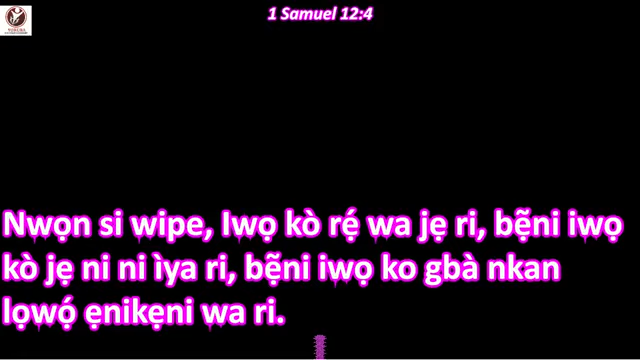 1 Samuel 12:4
Nwọn si wipe, Iwọ kò rẹ́ wa jẹ ri, bẹ̃ni iwọ
kò jẹ ni ni ìya ri, bẹ̃ni iwọ ko gbà nkan
lọwọ́ ẹnikẹni wa ri.